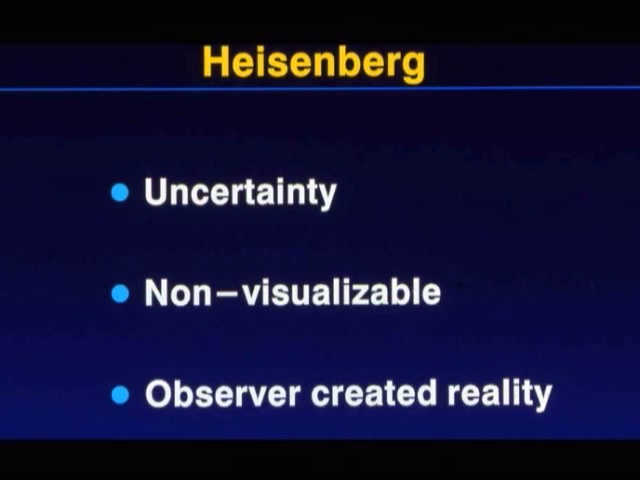 Heisenberg
• Uncertainty
• Non–visualizable
• Observer created reality